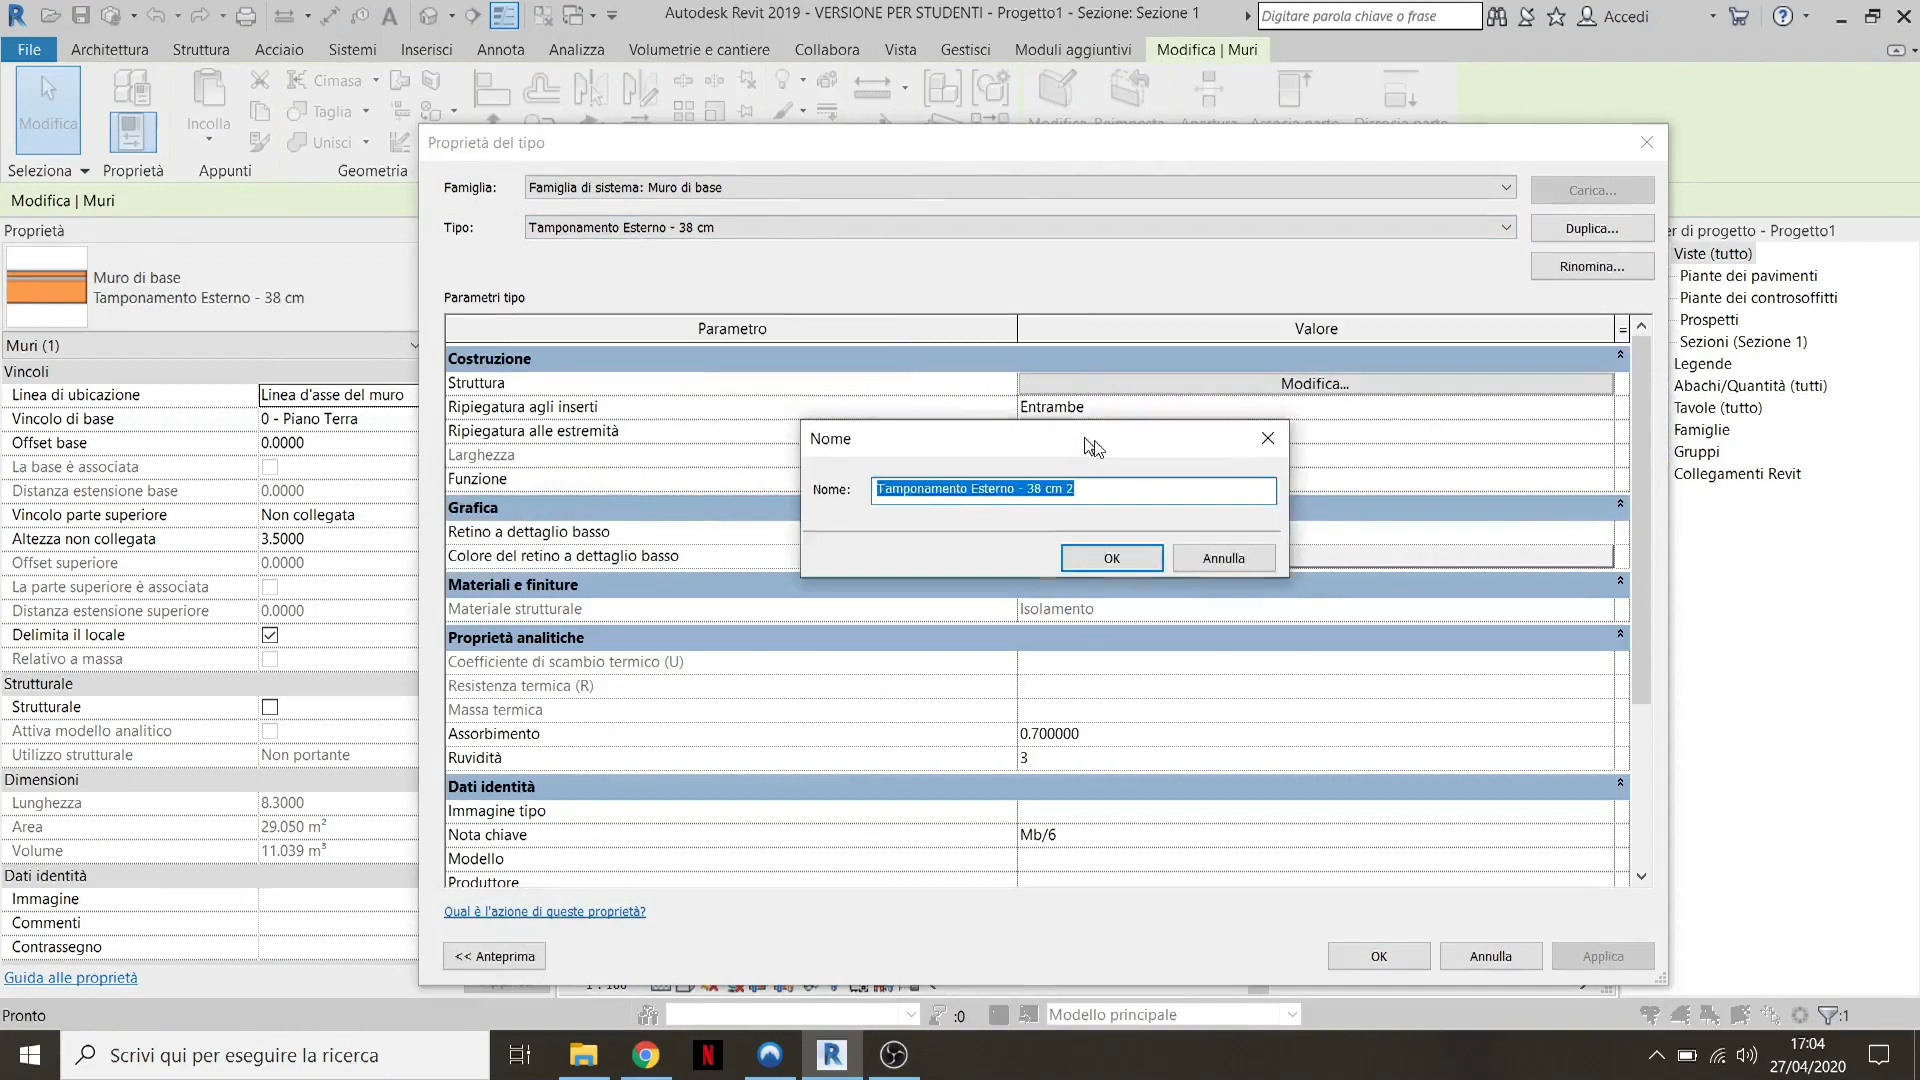 Autodesk Revit 2019 - VERSIONE PER STUDENTI - Progetto1 - Sezione: Sezione 1
Digitare parola chiave o frase
Accedi
File Architettura Struttura Acciaio Sistemi Inserisci Annota Analizza Volumetrie e cantiere Collabora Vista Gestisci Moduli aggiuntivi Modifica | Muri
Modifica
Incolla
Cimasa
Taglia
Unisci
Seleziona Proprietà Appunti Geometria
Modifica | Muri
Proprietà
Muro di base
Tamponamento Esterno - 38 cm
Muri (1)
Vincoli
Linea di ubicazione Linea d'asse del muro
Vincolo di base 0 - Piano Terra
Offset base 0.0000
La base è associata
Distanza estensione base 0.0000
Vincolo parte superiore Non collegata
Altezza non collegata 3.5000
Offset superiore 0.0000
La parte superiore è associata
Distanza estensione superiore 0.0000
Delimita il locale
Relativo a massa
Strutturale
Strutturale
Attiva modello analitico
Utilizzo strutturale Non portante
Dimensioni
Lunghezza 8.3000
Area 29.050 m²
Volume 11.039 m³
Dati identità
Immagine
Commenti
Contrassegno
Guida alle proprietà
Proprietà del tipo
Famiglia: Famiglia di sistema: Muro di base Carica...
Tipo: Tamponamento Esterno - 38 cm Duplica...
Rinomina...
Parametri tipo
Parametro Valore =
Costruzione
Struttura Modifica...
Ripiegatura agli inserti Entrambe
Ripiegatura alle estremità
Larghezza
Funzione
Grafica
Retino a dettaglio basso
Colore del retino a dettaglio basso
Materiali e finiture
Materiale strutturale Isolamento
Proprietà analitiche
Coefficiente di scambio termico (U)
Resistenza termica (R)
Massa termica
Assorbimento 0.700000
Ruvidità 3
Dati identità
Immagine tipo
Nota chiave Mb/6
Modello
Produttore
Qual è l'azione di queste proprietà?
<< Anteprima OK Annulla Applica
Nome
Nome: Tamponamento Esterno - 38 cm 2
OK Annulla
er di progetto - Progetto1
Viste (tutto)
Piante dei pavimenti
Piante dei controsoffitti
Prospetti
Sezioni (Sezione 1)
Legende
Abachi/Quantità (tutti)
Tavole (tutto)
Famiglie
Gruppi
Collegamenti Revit
Pronto
:0
Modello principale
:1
Scrivi qui per eseguire la ricerca
17:04
27/04/2020